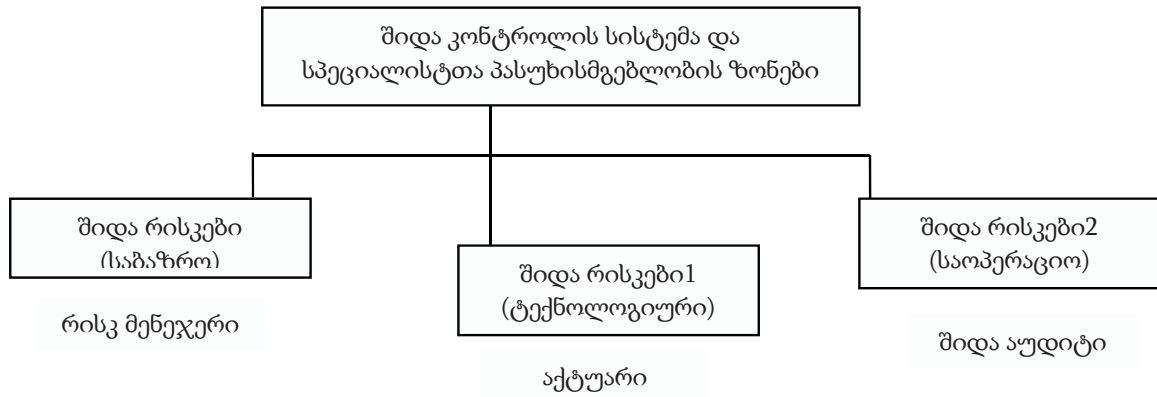 შიდა კონტროლის სისტემა და
სპეციალისტთა პასუხისმგებლობის ზონები
შიდა რისკები
(საბაზრო)
რისკ მენეჯერი
შიდა რისკები1
(ტექნოლოგიური)
აქტუარი
შიდა რისკები2
(საოპერაციო)
შიდა აუდიტი